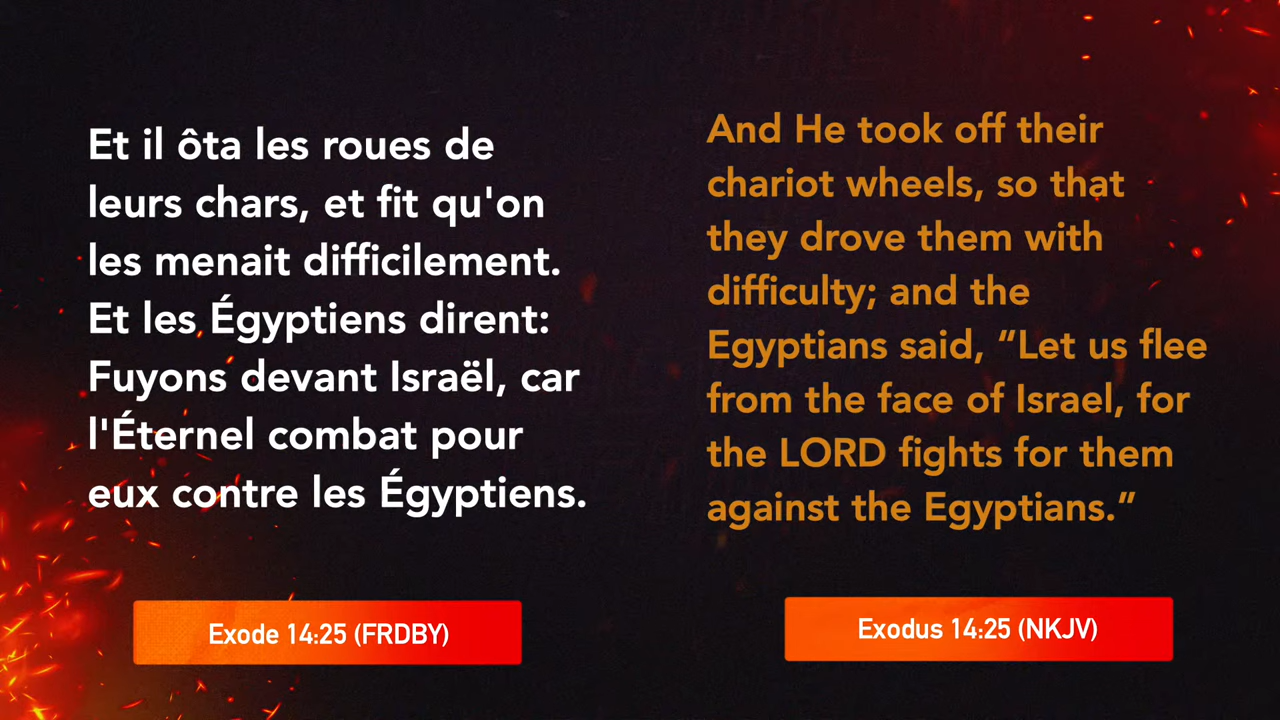 Et il ôta les roues de
leurs chars, et fit qu'on
les menait difficilement.
Et les Égyptiens dirent:
Fuyons devant Israël, car
l'Éternel combat pour
eux contre les Égyptiens.
Exode 14:25 (FRDBY)
And He took off their
chariot wheels, so that
they drove them with
difficulty; and the
Egyptians said, “Let us flee
from the face of Israel, for
the LORD fights for them
against the Egyptians.”
Exodus 14:25 (NKJV)